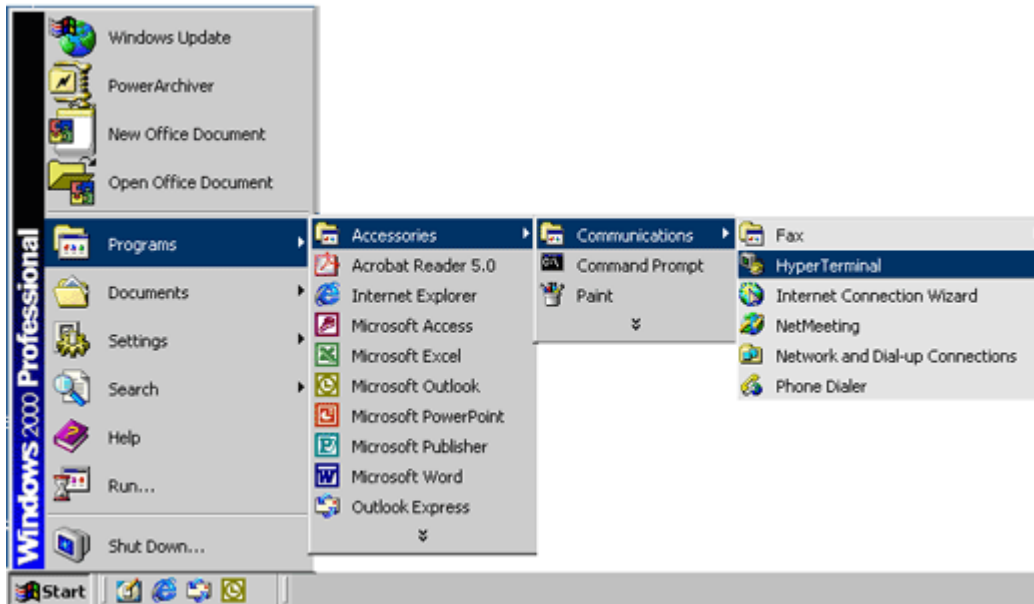 Windows Update
PowerArchiver
New Office Document
Open Office Document
Programs
Documents
Settings
Search
Help
Run...
Shut Down...
Windows 2000 Professional
Accessories
Acrobat Reader 5.0
Internet Explorer
Microsoft Access
Microsoft Excel
Microsoft Outlook
Microsoft PowerPoint
Microsoft Publisher
Microsoft Word
Outlook Express
Communications
Command Prompt
Paint
Fax
HyperTerminal
Internet Connection Wizard
NetMeeting
Network and Dial-up Connections
Phone Dialer
Start